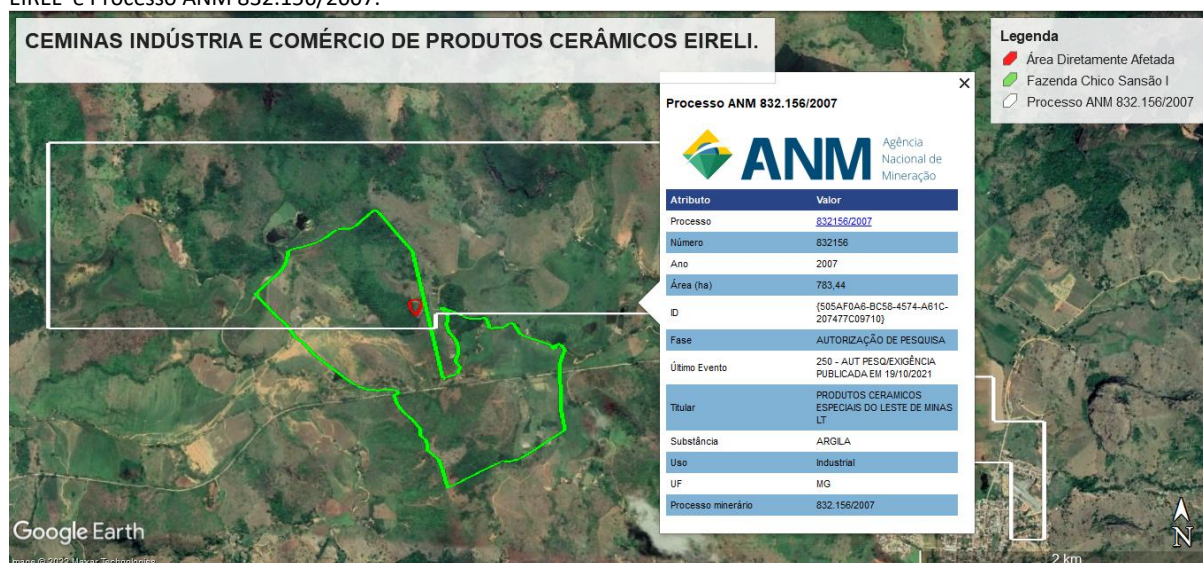 EIRELI e Processo ANM 832.156/2007.
CEMINAS INDÚSTRIA E COMÉRCIO DE PRODUTOS CERÂMICOS EIRELI.
Legenda
Área Diretamente Afetada
Fazenda Chico Sansão I
Processo ANM 832.156/2007
Processo ANM 832.156/2007
ANM
Agência
Nacional de
Mineração
Atributo Valor
Processo 832156/2007
Número 832156
Ano 2007
Área (ha) 783,44
ID {505AF0A6-BC58-4574-A61C-
207477C09710}
Fase AUTORIZAÇÃO DE PESQUISA
Último Evento 250 - AUT PESQ/EXIGÊNCIA
PUBLICADA EM 19/10/2021
Titular PRODUTOS CERAMICOS
ESPECIAIS DO LESTE DE MINAS
LT
Substância ARGILA
Uso Industrial
UF MG
Processo minerário 832.156/2007
Google Earth
Image © 2022 Maxar Technologies
2 km
N